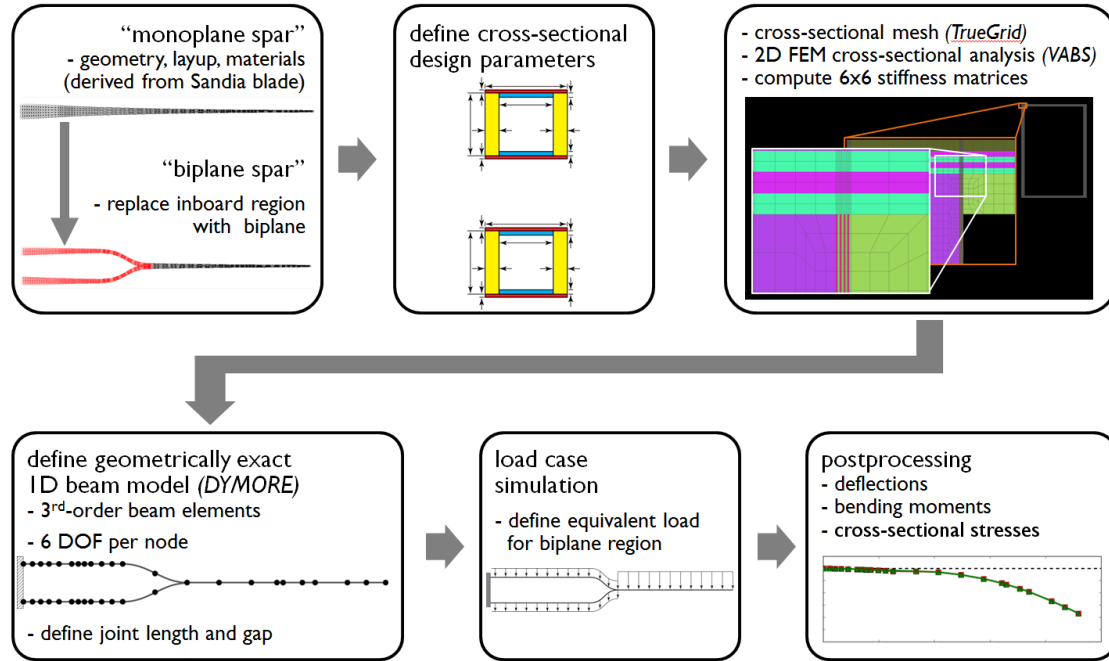 “monoplane spar”
- geometry, layup, materials
(derived from Sandia blade)
“biplane spar”
- replace inboard region
with biplane
define cross-sectional
design parameters
- cross-sectional mesh (TrueGrid)
- 2D FEM cross-sectional analysis (VABS)
- compute 6x6 stiffness matrices
define geometrically exact
1D beam model (DYMORE)
- 3rd-order beam elements
- 6 DOF per node
- define joint length and gap
load case
simulation
- define equivalent load
for biplane region
postprocessing
- deflections
- bending moments
- cross-sectional stresses